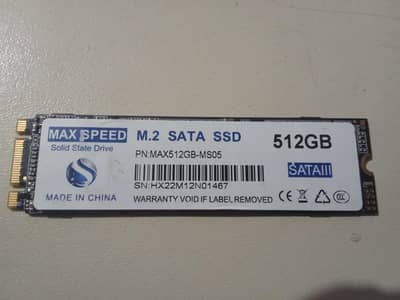 MAX SPEED
Solid State Drive
MADE IN CHINA
M.2 SATA SSD
PN:MAX512GB-MS05
SN:HX22M12N01467
WARRANTY VOID IF LABEL REMOVED
512GB
SATAIII